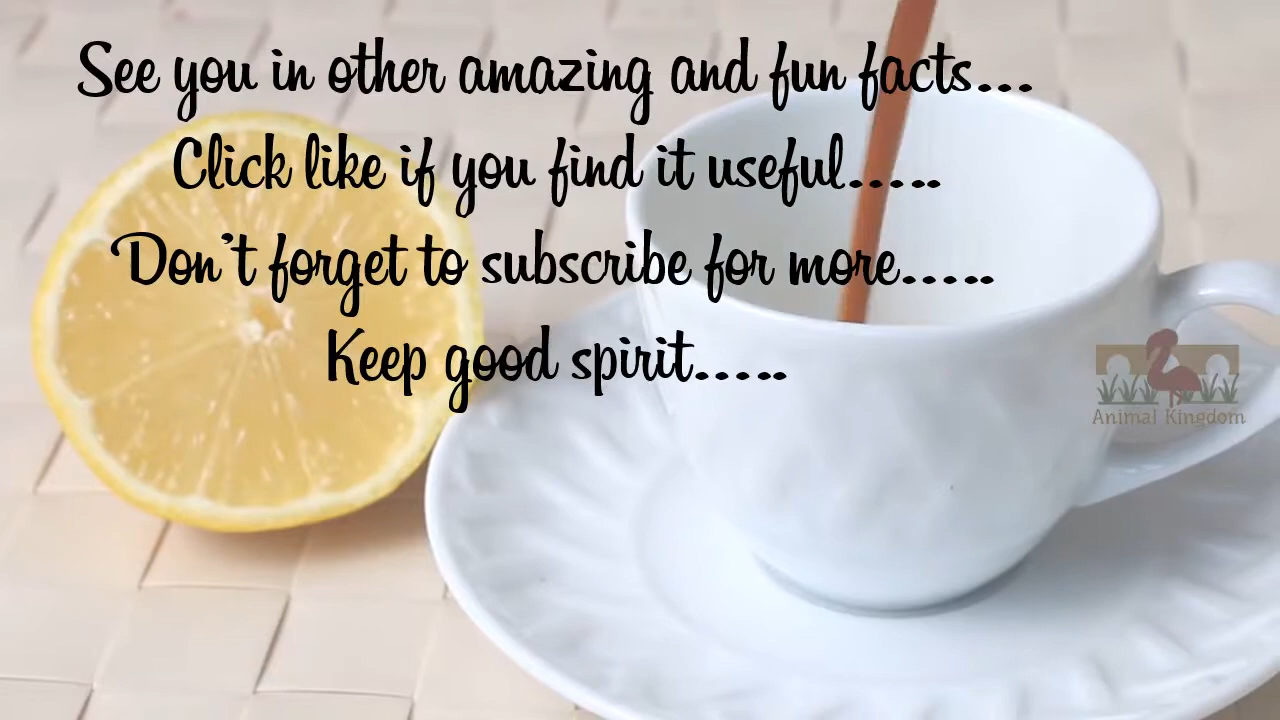 See you in other amazing and fun facts...
Click like if you find it useful.....
Don't forget to subscribe for more.....
Keep good spirit.....
Animal Kingdom